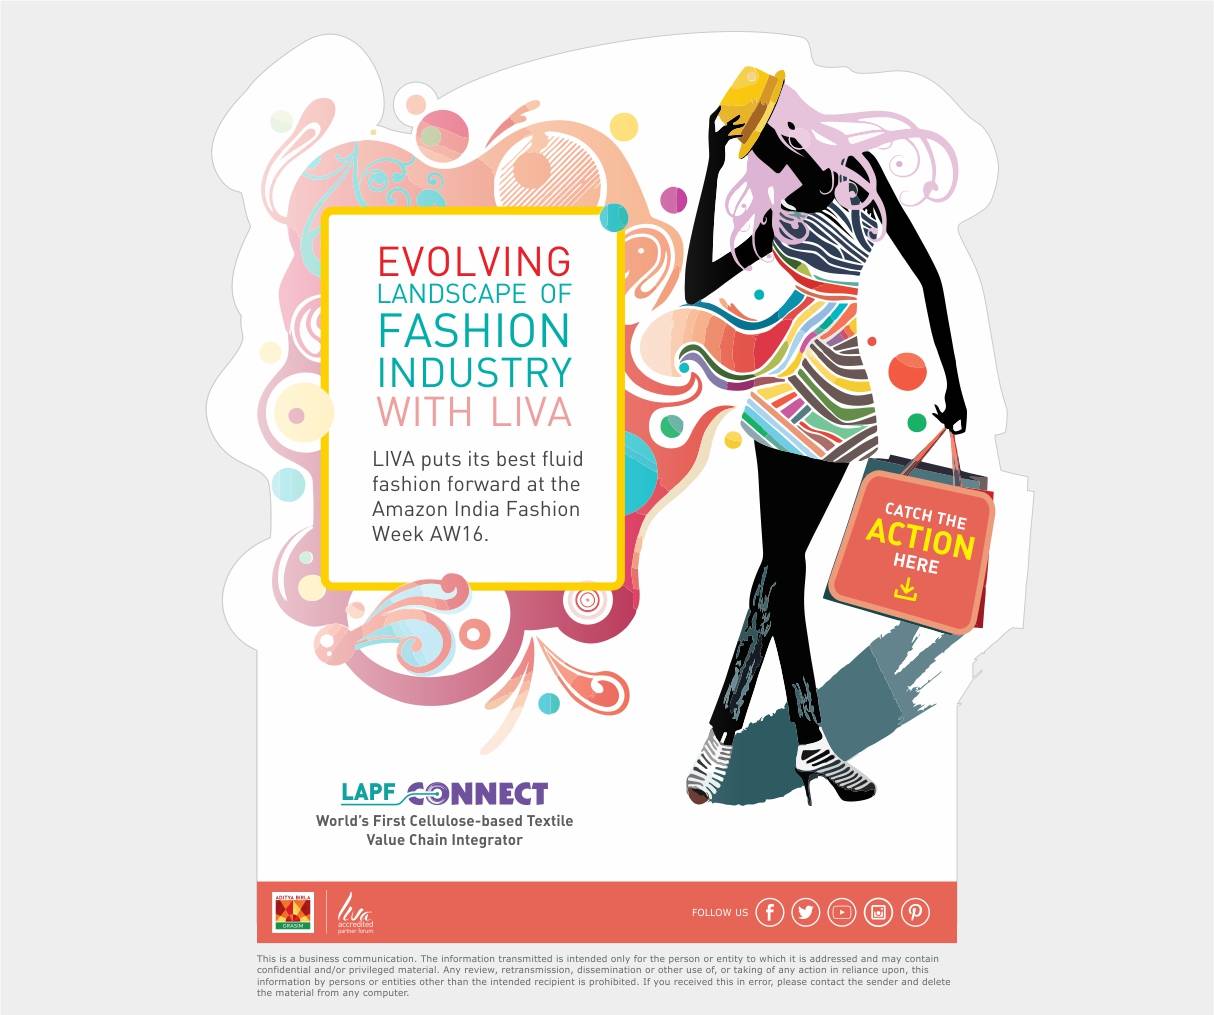 EVOLVING
LANDSCAPE OF
FASHION
INDUSTRY
WITH LIVA
LIVA puts its best fluid
fashion forward at the
Amazon India Fashion
Week AW16.
CATCH THE
ACTION
HERE
LAPF CONNECT
World's First Cellulose-based Textile
Value Chain Integrator
ADITYA BIRLA
GRASIM
Liva
accredited
partner forum
FOLLOW US
This is a business communication. The information transmitted is intended only for the person or entity to which it is addressed and may contain
confidential and/or privileged material. Any review, retransmission, dissemination or other use of, or taking of any action in reliance upon, this
information by persons or entities other than the intended recipient is prohibited. If you received this in error, please contact the sender and delete
the material from any computer.